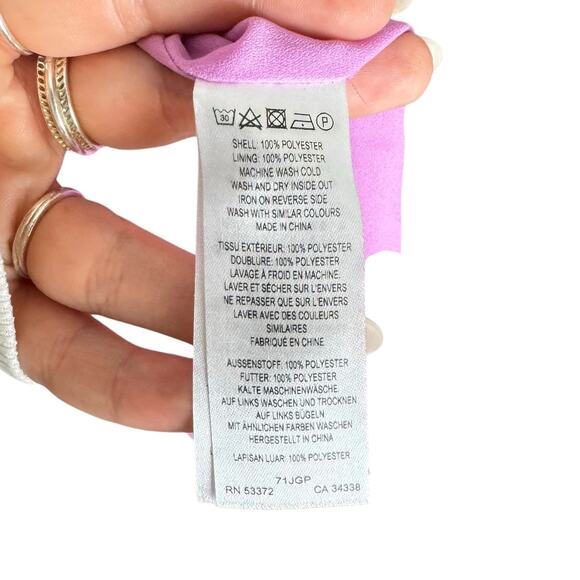 30 P
SHELL: 100% POLYESTER
LINING: 100% POLYESTER
MACHINE WASH COLD
WASH AND DRY INSIDE OUT
IRON ON REVERSE SIDE
WASH WITH SIMILAR COLOURS
MADE IN CHINA
TISSU EXTÉRIEUR: 100% POLYESTER
DOUBLURE: 100% POLYESTER
LAVAGE À FROID EN MACHINE.
LAVER ET SÉCHER SUR L'ENVERS
NE REPASSER QUE SUR L'ENVERS
LAVER AVEC DES COULEURS
SIMILAIRES
FABRIQUÉ EN CHINE
AUSSENSTOFF: 100% POLYESTER
FUTTER: 100% POLYESTER
KALTE MASCHINENWÄSCHE.
AUF LINKS WASCHEN UND TROCKNEN
AUF LINKS BÜGELN
MIT ÄHNLICHEN FARBEN WASCHEN
HERGESTELLT IN CHINA
LAPISAN LUAR: 100% POLYESTER
71JGP
RN 53372 CA 34338